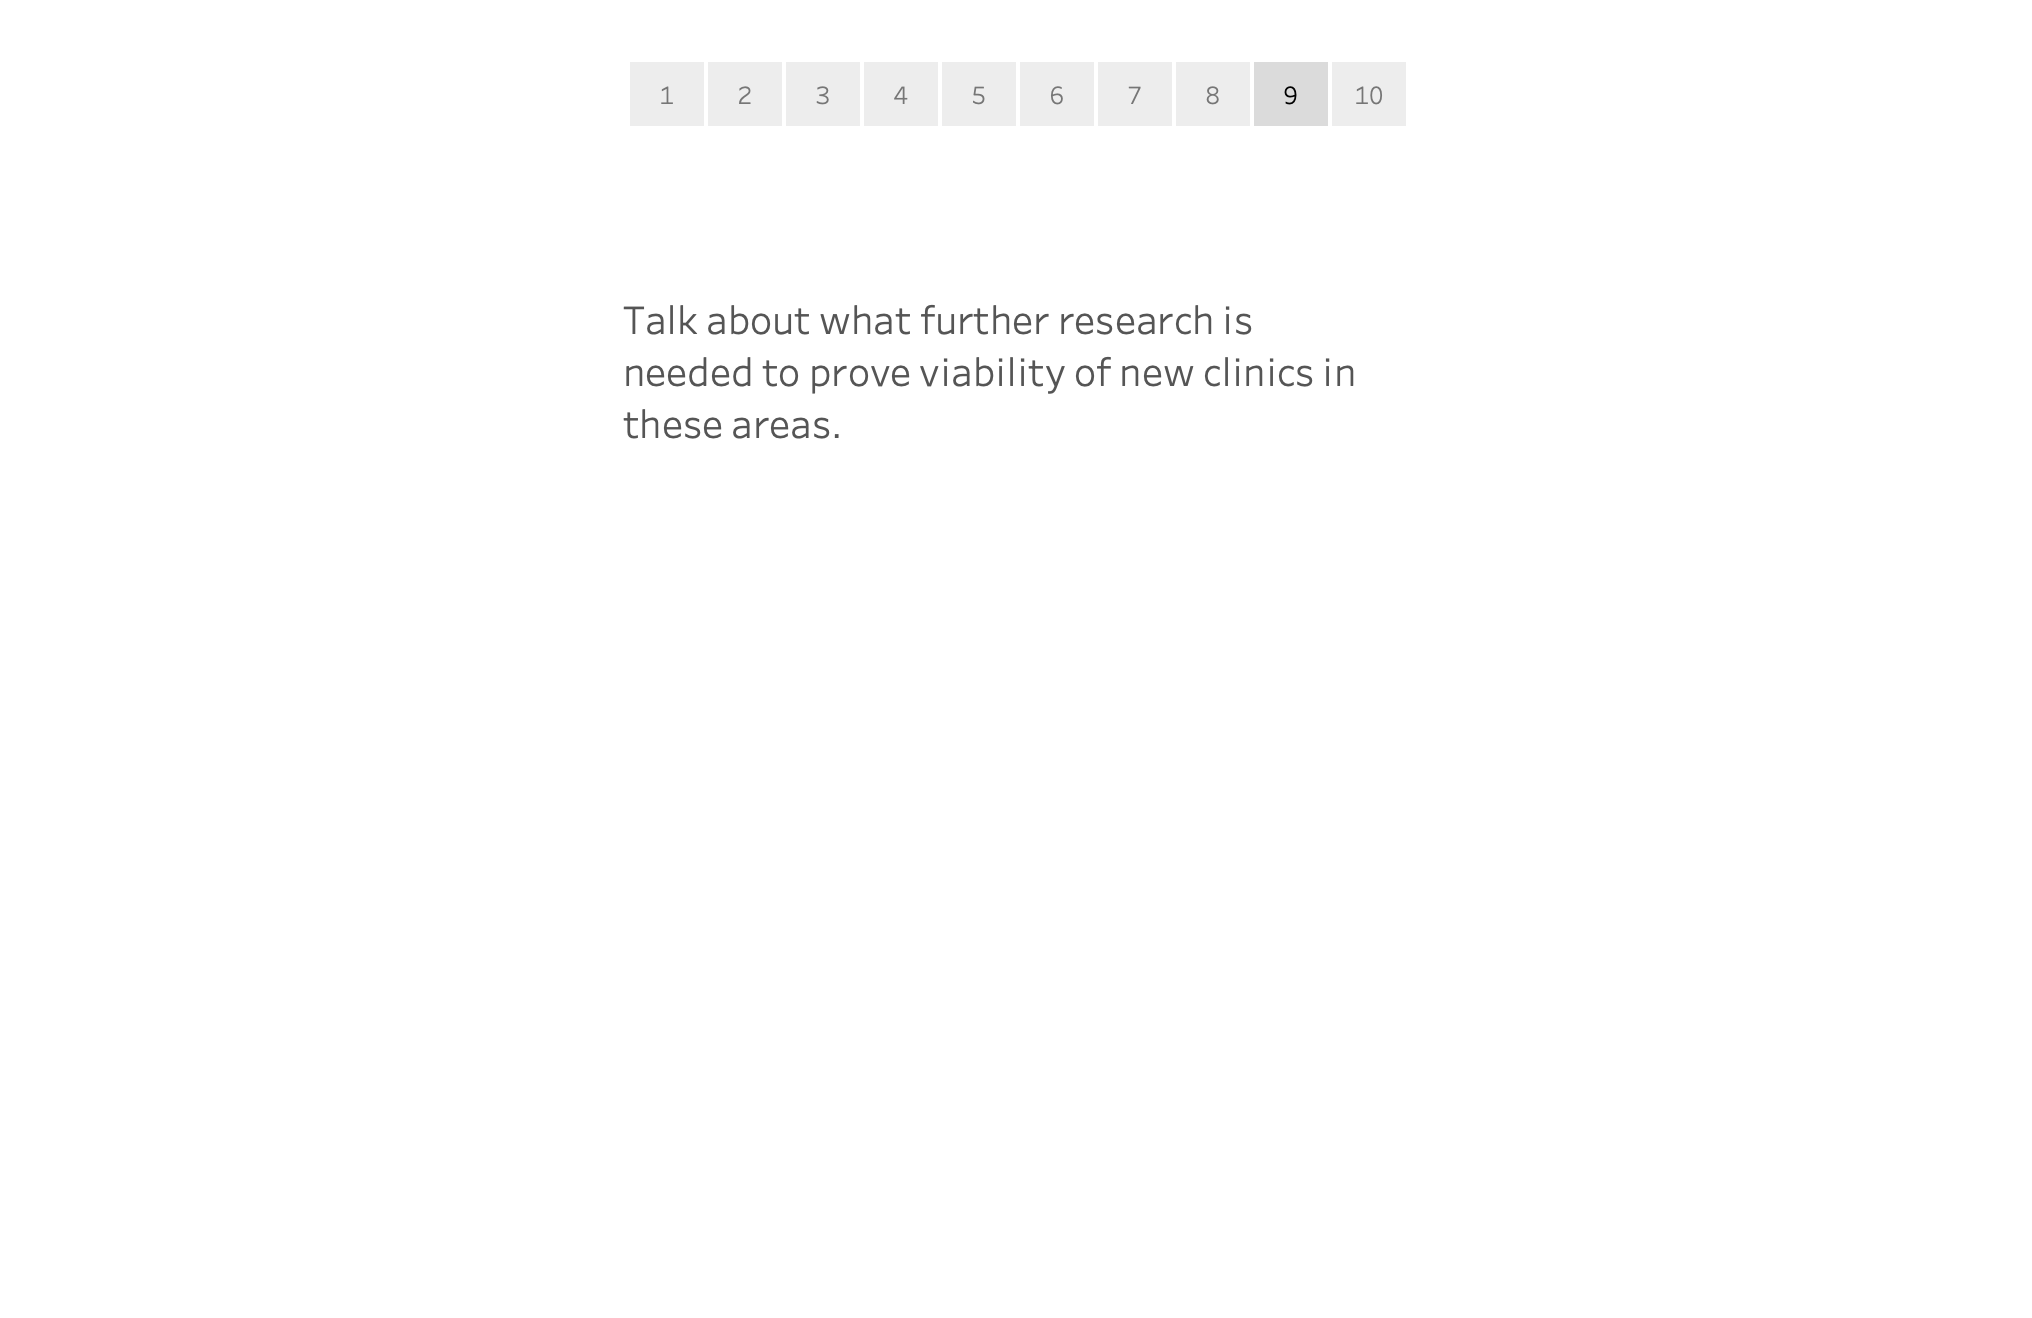 1 2 3 4 5 6 7 8 9 10
Talk about what further research is
needed to prove viability of new clinics in
these areas.